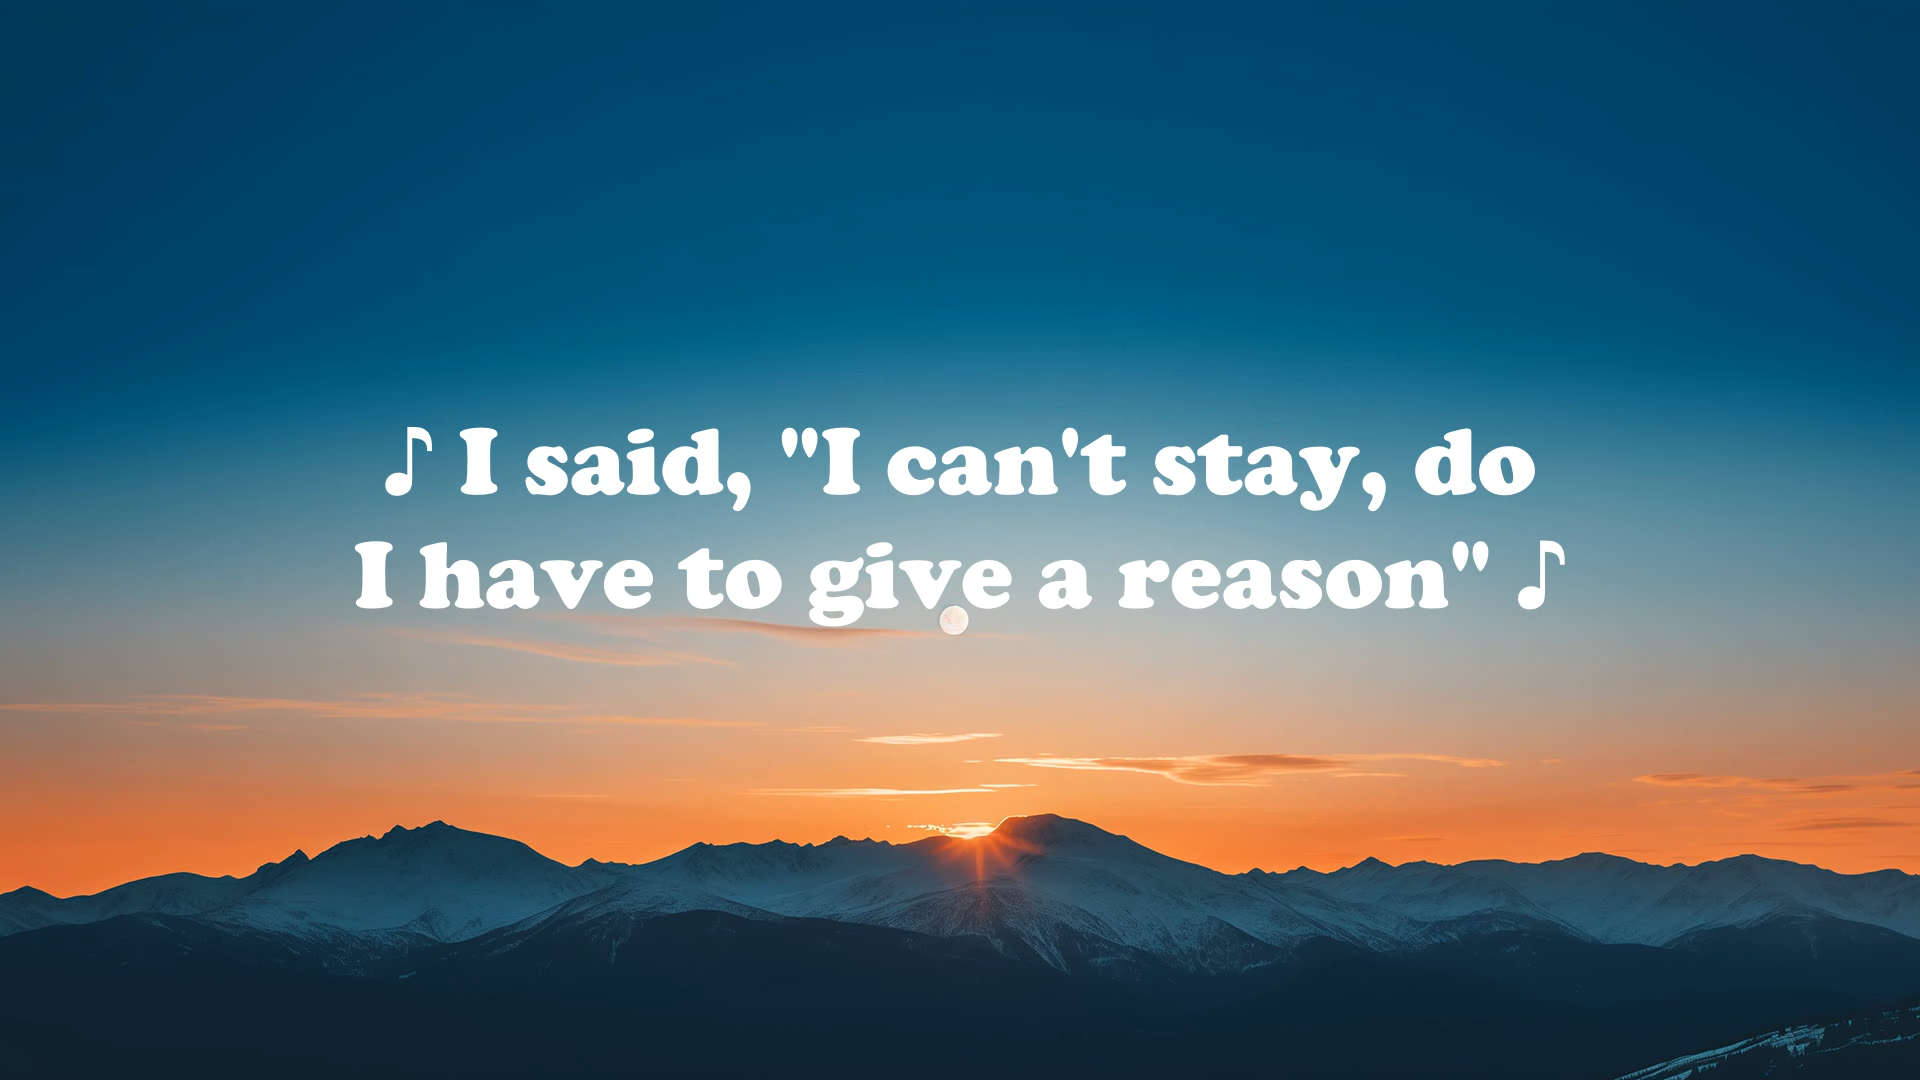 ♪ I said, "I can't stay, do
I have to give a reason" ♪